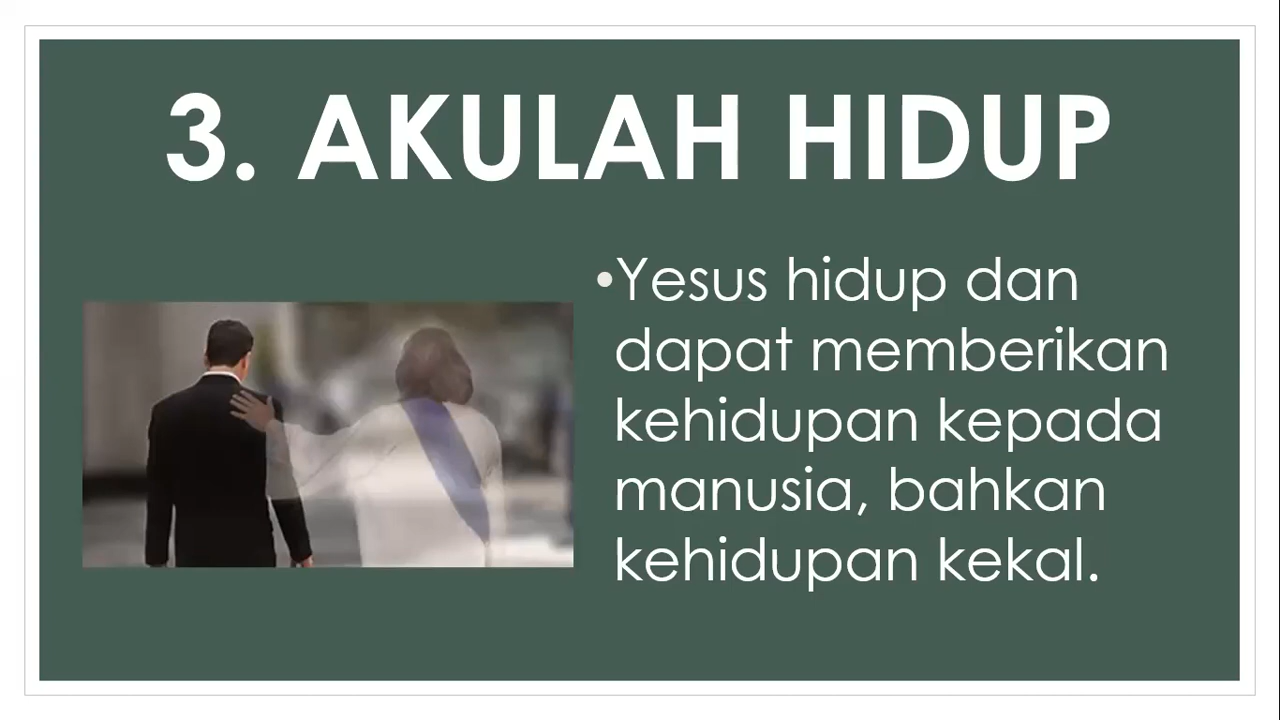 3. AKULAH HIDUP
•Yesus hidup dan
dapat memberikan
kehidupan kepada
manusia, bahkan
kehidupan kekal.